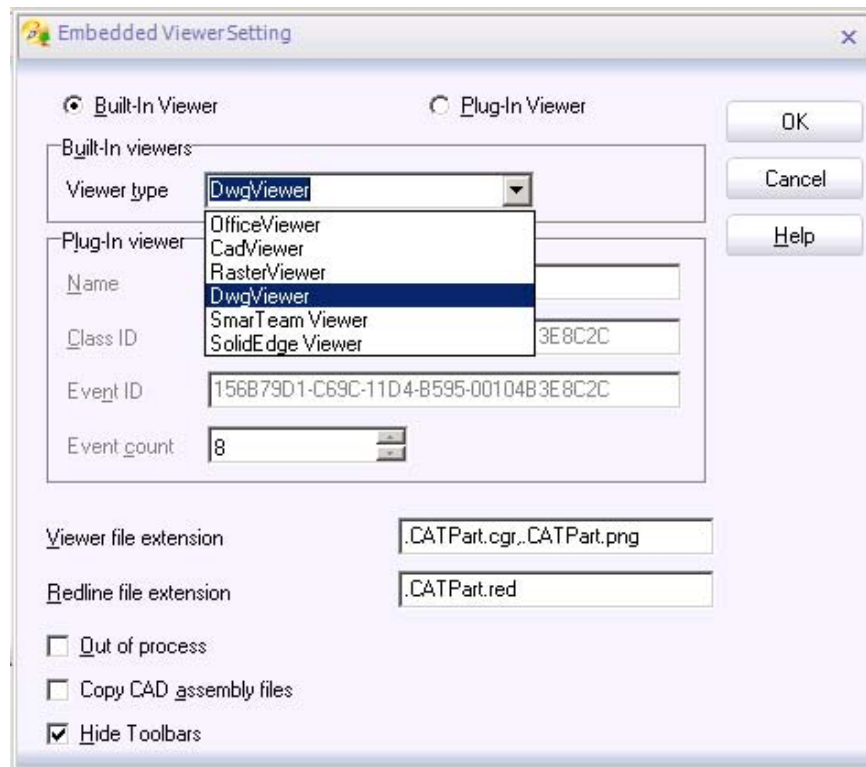 Embedded ViewerSetting
Built-In Viewer
Plug-In Viewer
OK
Built-In viewers
Viewer type
DwgViewer
Cancel
OfficeViewer
CadViewer
RasterViewer
DwgViewer
SmarTeam Viewer
SolidEdge Viewer
Help
Plug-In viewer
Name
Class ID
3E8C2C
Event ID
156B79D1-C69C-11D4-B595-00104B3E8C2C
Event count
8
Viewer file extension
.CATPart.cgr,.CATPart.png
Redline file extension
.CATPart.red
Out of process
Copy CAD assembly files
Hide Toolbars